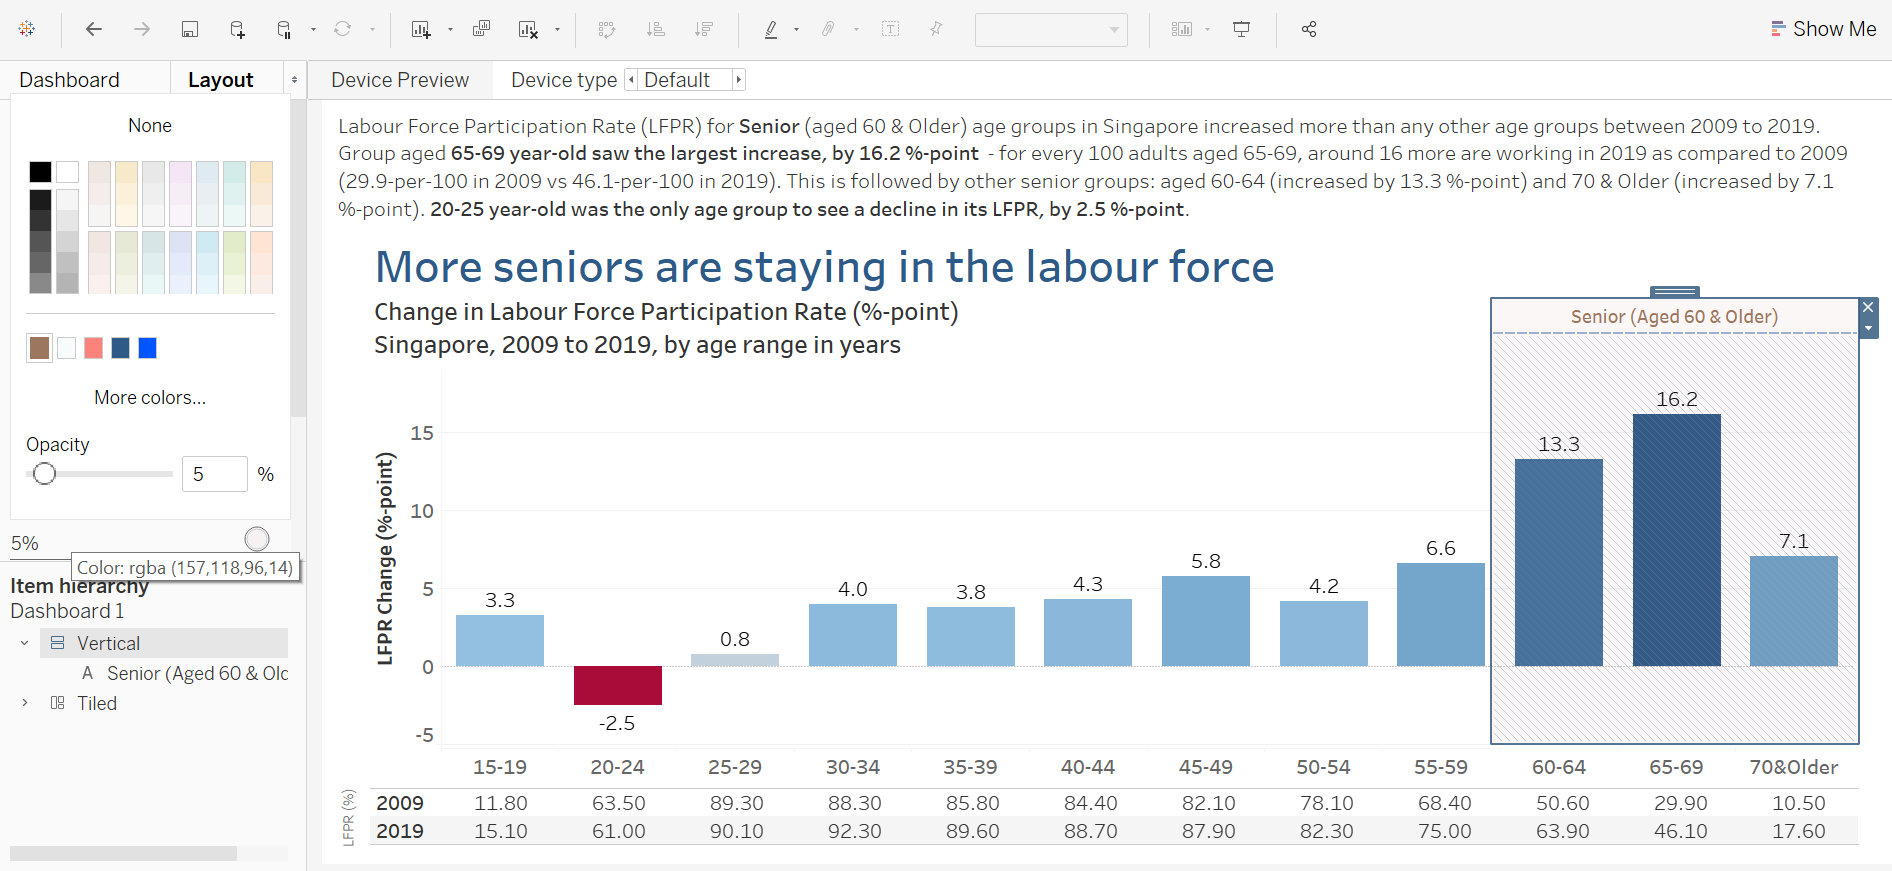 Show Me
Dashboard
Layout
Device Preview
Device type
Default
None
More colors...
Opacity
5
%
5%
Color: rgba (157,118,96,14)
Item hierarchy
Dashboard 1
Vertical
A Senior (Aged 60 & Old
Tiled
Labour Force Participation Rate (LFPR) for Senior (aged 60 & Older) age groups in Singapore increased more than any other age groups between 2009 to 2019.
Group aged 65-69 year-old saw the largest increase, by 16.2 %-point - for every 100 adults aged 65-69, around 16 more are working in 2019 as compared to 2009
(29.9-per-100 in 2009 vs 46.1-per-100 in 2019). This is followed by other senior groups: aged 60-64 (increased by 13.3 %-point) and 70 & Older (increased by 7.1
%-point). 20-25 year-old was the only age group to see a decline in its LFPR, by 2.5 %-point.
More seniors are staying in the labour force
Change in Labour Force Participation Rate (%-point)
Singapore, 2009 to 2019, by age range in years
Senior (Aged 60 & Older)
LFPR Change (%-point)
15
10
5
0
-5
3.3
-2.5
0.8
4.0
3.8
4.3
5.8
4.2
6.6
13.3
16.2
7.1
15-19 20-24 25-29 30-34 35-39 40-44 45-49 50-54 55-59 60-64 65-69 70&Older
LFPR (%)
2009 11.80 63.50 89.30 88.30 85.80 84.40 82.10 78.10 68.40 50.60 29.90 10.50
2019 15.10 61.00 90.10 92.30 89.60 88.70 87.90 82.30 75.00 63.90 46.10 17.60